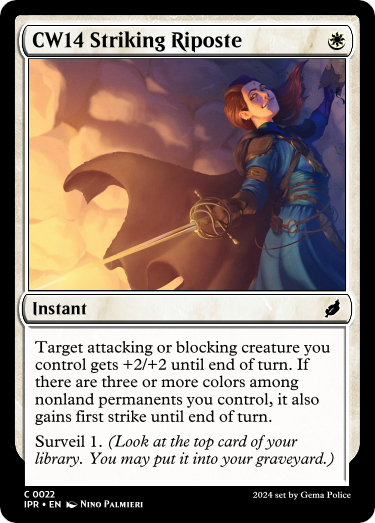 CW14 Striking Riposte
Instant
Target attacking or blocking creature you
control gets +2/+2 until end of turn. If
there are three or more colors among
nonland permanents you control, it also
gains first strike until end of turn.
Surveil 1. (Look at the top card of your
library. You may put it into your graveyard.)
C 0022
2024 set by Gema Police
IPR • EN Nino Palmieri